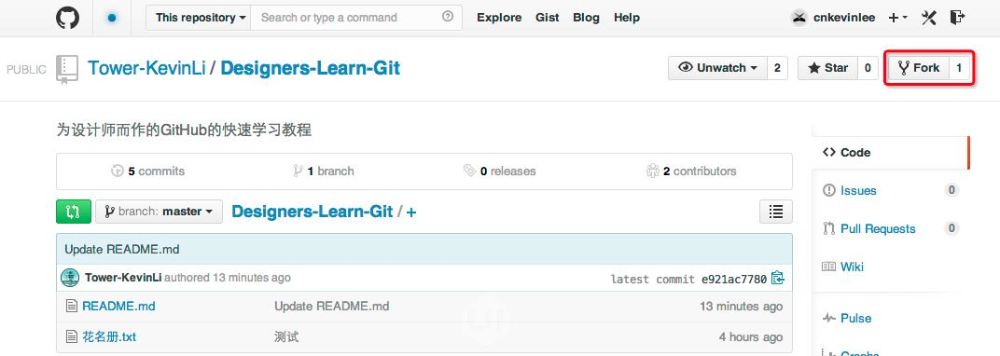 This repository Search or type a command Explore Gist Blog Help cnkevinlee
PUBLIC Tower-KevinLi / Designers-Learn-Git Unwatch 2 Star 0 Fork 1
为设计师而作的GitHub的快速学习教程
5 commits 1 branch 0 releases 2 contributors
branch: master Designers-Learn-Git / +
Update README.md
Tower-KevinLi authored 13 minutes ago latest commit e921ac7780
README.md Update README.md 13 minutes ago
花名册.txt 测试 4 hours ago
Code
Issues 0
Pull Requests 0
Wiki
Pulse
Graphs